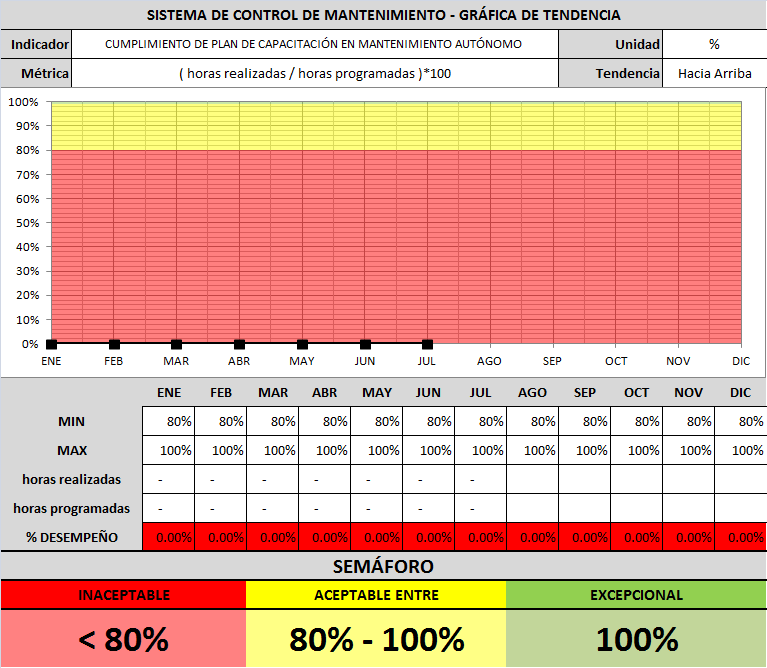 SISTEMA DE CONTROL DE MANTENIMIENTO - GRÁFICA DE TENDENCIA
Indicador CUMPLIMIENTO DE PLAN DE CAPACITACIÓN EN MANTENIMIENTO AUTÓNOMO Unidad %
Métrica ( horas realizadas / horas programadas )*100 Tendencia Hacia Arriba
100%
90%
80%
70%
60%
50%
40%
30%
20%
10%
0%
ENE FEB MAR ABR MAY JUN JUL AGO SEP OCT NOV DIC
ENE FEB MAR ABR MAY JUN JUL AGO SEP OCT NOV DIC
MIN 80% 80% 80% 80% 80% 80% 80% 80% 80% 80% 80% 80%
MAX 100% 100% 100% 100% 100% 100% 100% 100% 100% 100% 100% 100%
horas realizadas - - - - - - -
horas programadas - - - - - - -
% DESEMPEÑO 0.00% 0.00% 0.00% 0.00% 0.00% 0.00% 0.00% 0.00% 0.00% 0.00% 0.00% 0.00%
SEMÁFORO
INACEPTABLE ACEPTABLE ENTRE EXCEPCIONAL
< 80% 80% - 100% 100%